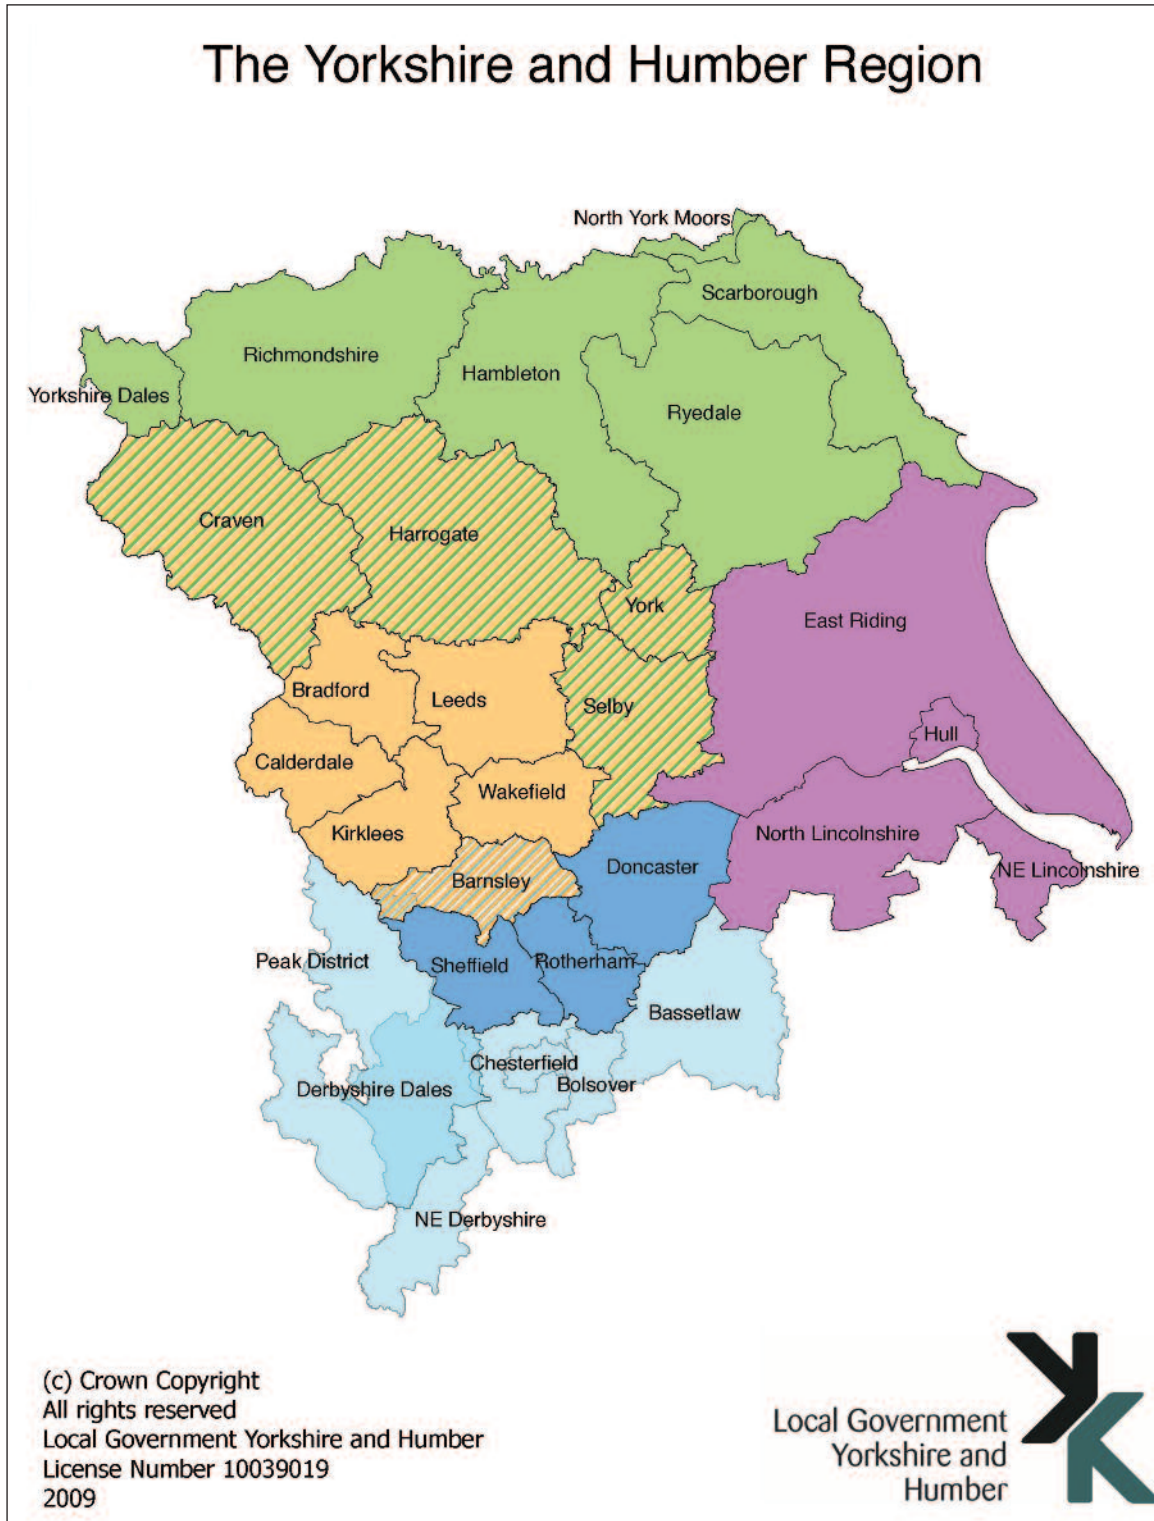 The Yorkshire and Humber Region
North York Moors
Scarborough
Richmondshire
Hambleton
Yorkshire Dales
Ryedale
Craven
Harrogate
York
East Riding
Bradford
Leeds
Selby
Hull
Calderdale
Wakefield
Kirklees
North Lincolnshire
Doncaster
NE Lincolnshire
Barnsley
Peak District
Sheffield
Rotherham
Bassetlaw
Chesterfield
Bolsover
Derbyshire Dales
NE Derbyshire
(c) Crown Copyright
All rights reserved
Local Government Yorkshire and Humber
License Number 10039019
2009
Local Government
Yorkshire and
Humber